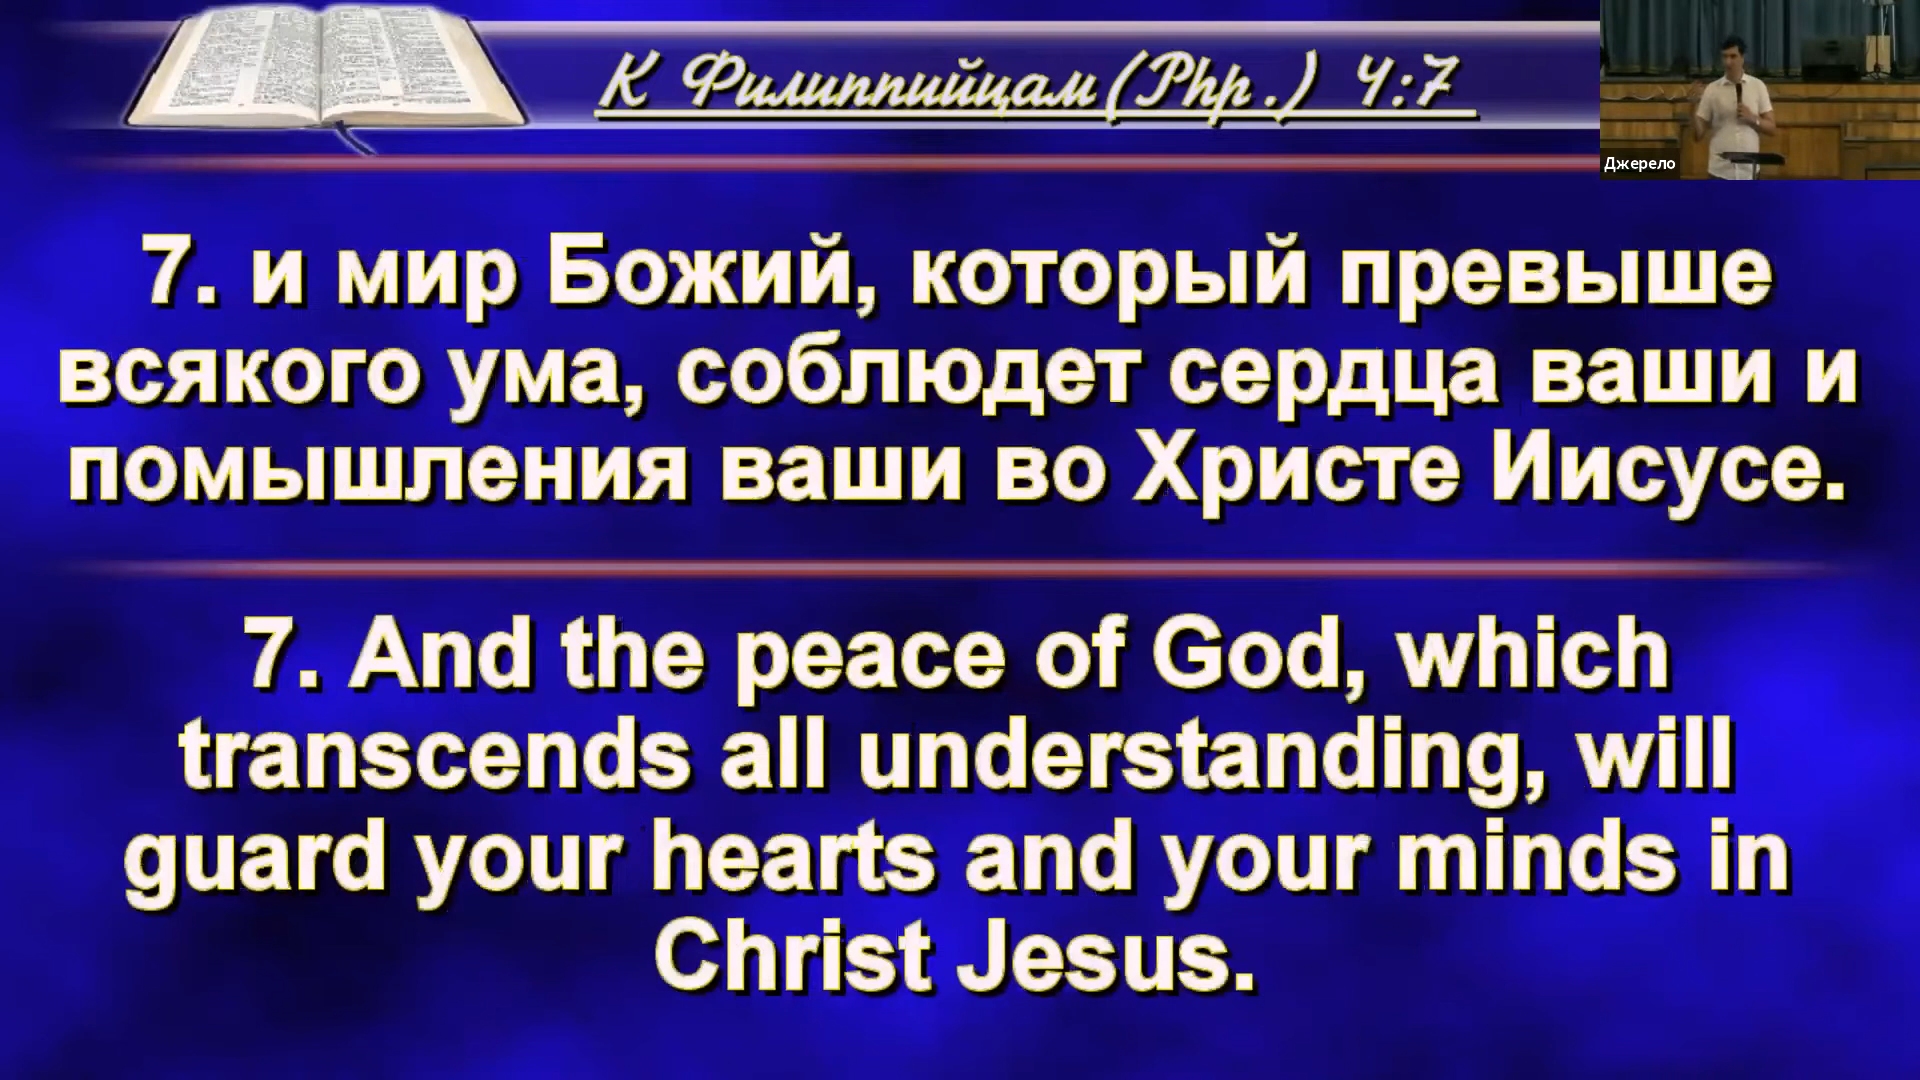 К Филиппийцам (Php.) 4:7
Джерело
7. и мир Божий, который превыше
всякого ума, соблюдет сердца ваши и
помышления ваши во Христе Иисусе.
7. And the peace of God, which
transcends all understanding, will
guard your hearts and your minds in
Christ Jesus.